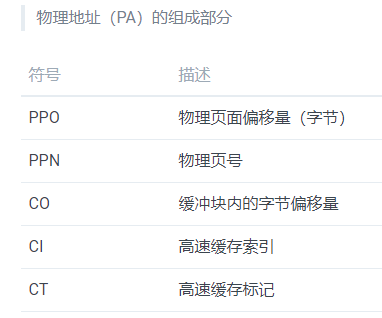 物理地址（PA）的组成部分
符号 描述
PPO 物理页面偏移量（字节）
PPN 物理页号
CO 缓冲块内的字节偏移量
CI 高速缓存索引
CT 高速缓存标记